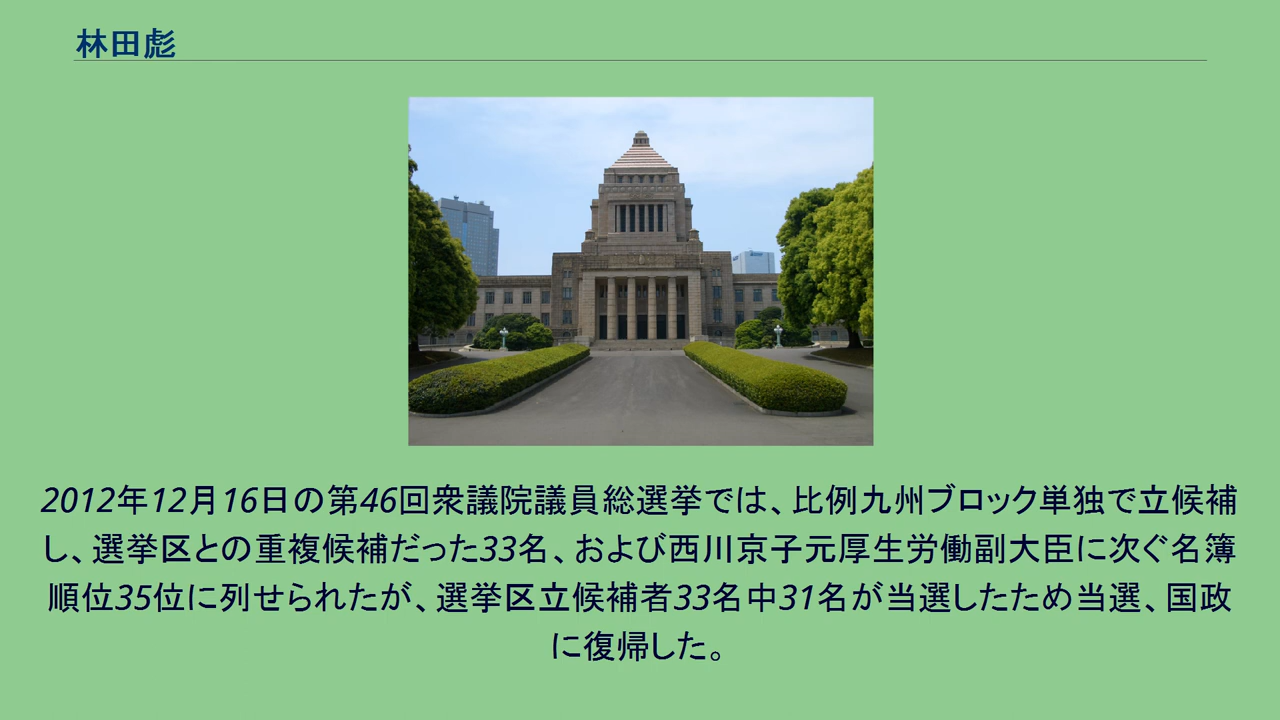 林田彪
2012年12月16日の第46回衆議院議員総選挙では、比例九州ブロック単独で立候補
し、選挙区との重複候補だった33名、および西川京子元厚生労働副大臣に次ぐ名簿
順位35位に列せられたが、選挙区立候補者33名中31名が当選したため当選、国政
に復帰した。